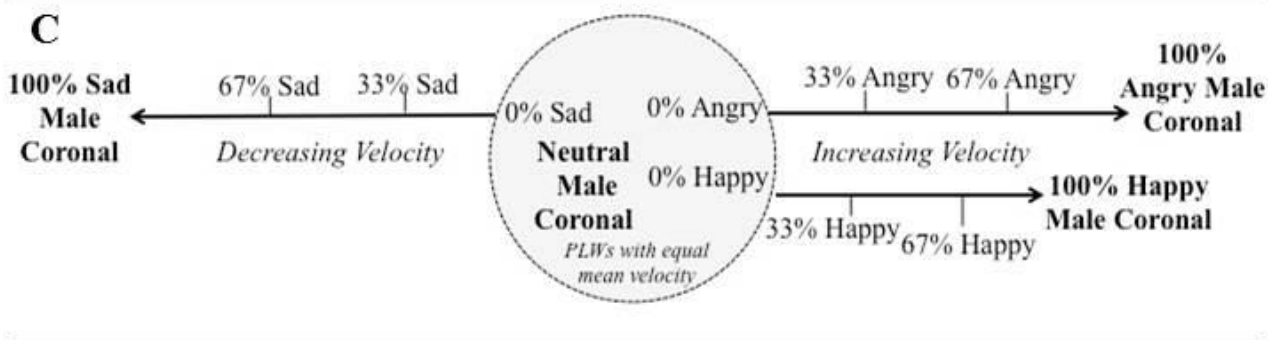 C
100% Sad
Male
Coronal
67% Sad
33% Sad
Decreasing Velocity
0% Sad
0% Angry
Neutral
Male
Coronal
0% Happy
PLWs with equal
mean velocity
33% Angry
67% Angry
Increasing Velocity
100%
Angry Male
Coronal
33% Happy
67% Happy
100% Happy
Male Coronal